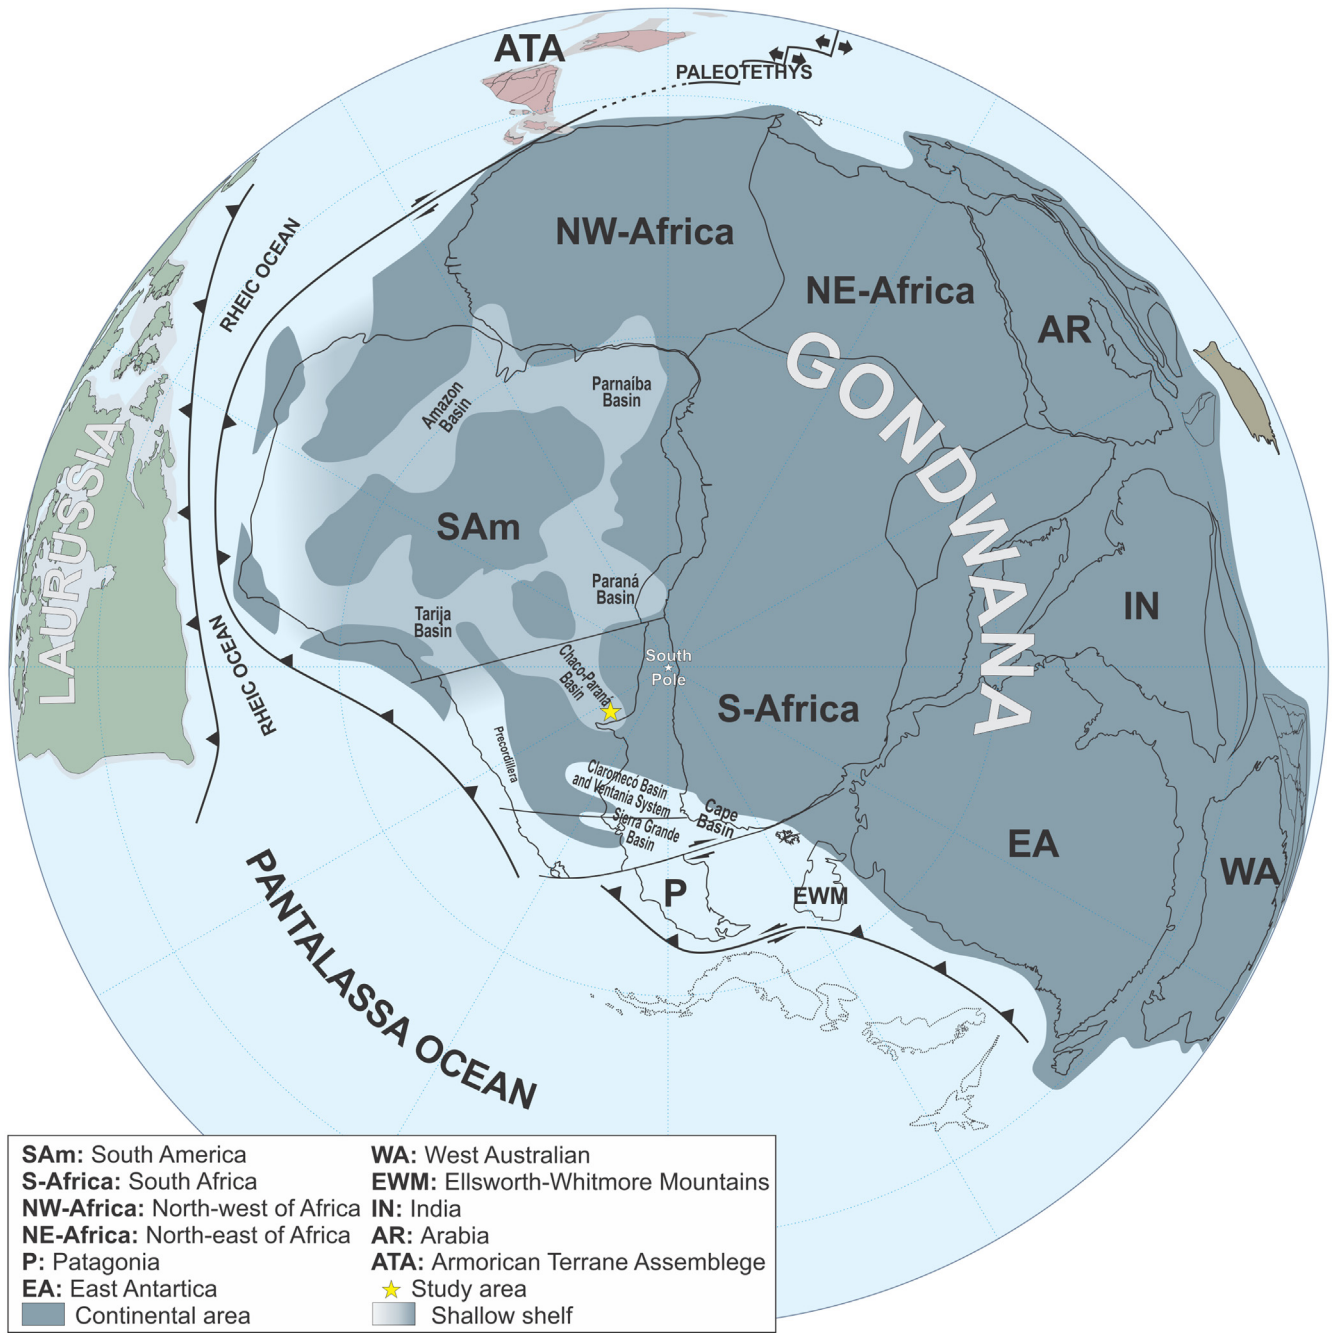 ATA
PALEOTETHYS
RHEIC OCEAN
NW-Africa
NE-Africa
AR
GONDWANA
LAURUSSIA
Amazon
Basin
Parnaíba
Basin
SAm
Paraná
Basin
Tarija
Basin
IN
RHEIC OCEAN
Chaco-Paraná
Basin
South
Pole
S-Africa
Precordillera
Claromecó Basin
and Ventania System
Sierra Grande
Basin
Cape
Basin
EA
WA
P
EWM
PANTALASSA OCEAN
SAm: South America
S-Africa: South Africa
NW-Africa: North-west of Africa
NE-Africa: North-east of Africa
P: Patagonia
EA: East Antartica
Continental area
WA: West Australian
EWM: Ellsworth-Whitmore Mountains
IN: India
AR: Arabia
ATA: Armorican Terrane Assemblege
Study area
Shallow shelf